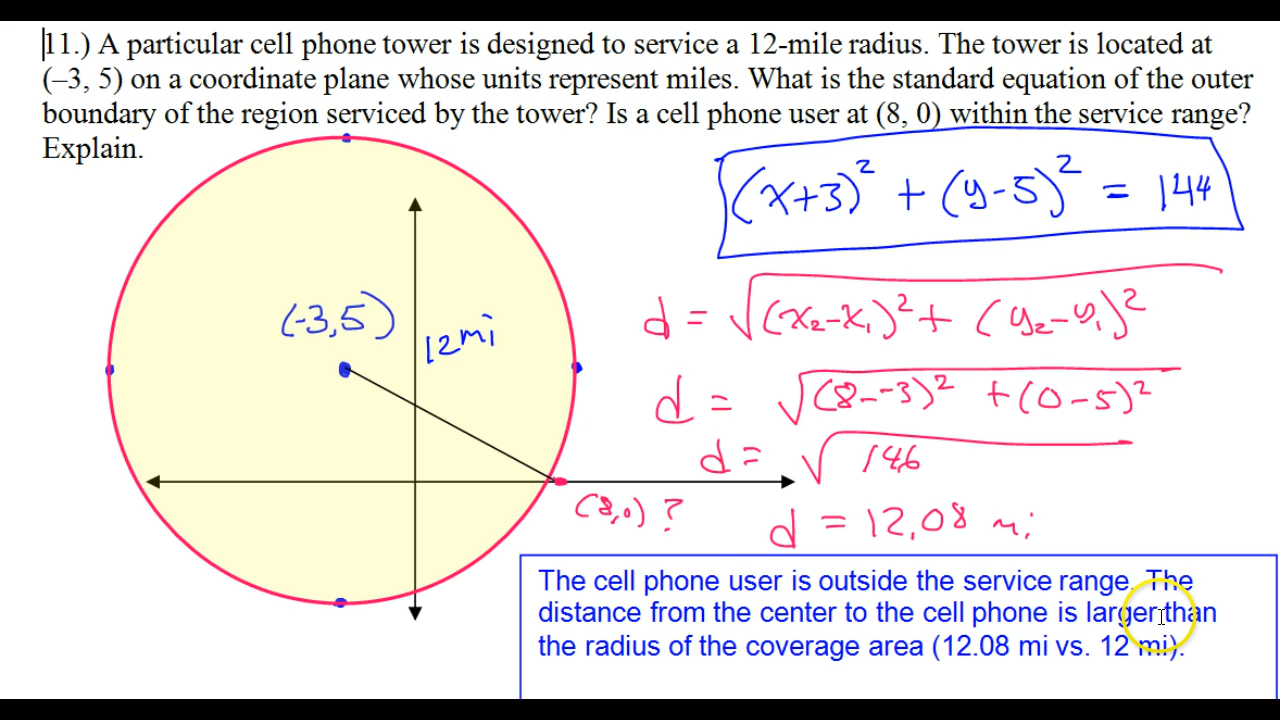 11.) A particular cell phone tower is designed to service a 12-mile radius. The tower is located at
(–3, 5) on a coordinate plane whose units represent miles. What is the standard equation of the outer
boundary of the region serviced by the tower? Is a cell phone user at (8, 0) within the service range?
Explain.
(x+3)² + (y-5)² = 144
(-3,5)
12mi
d = √(x₂-x₁)² + (y₂-y₁)²
d = √(8--3)² + (0-5)²
d = √146
(8,0) ?
d = 12.08 mi
The cell phone user is outside the service range. The
distance from the center to the cell phone is larger than
the radius of the coverage area (12.08 mi vs. 12 mi).